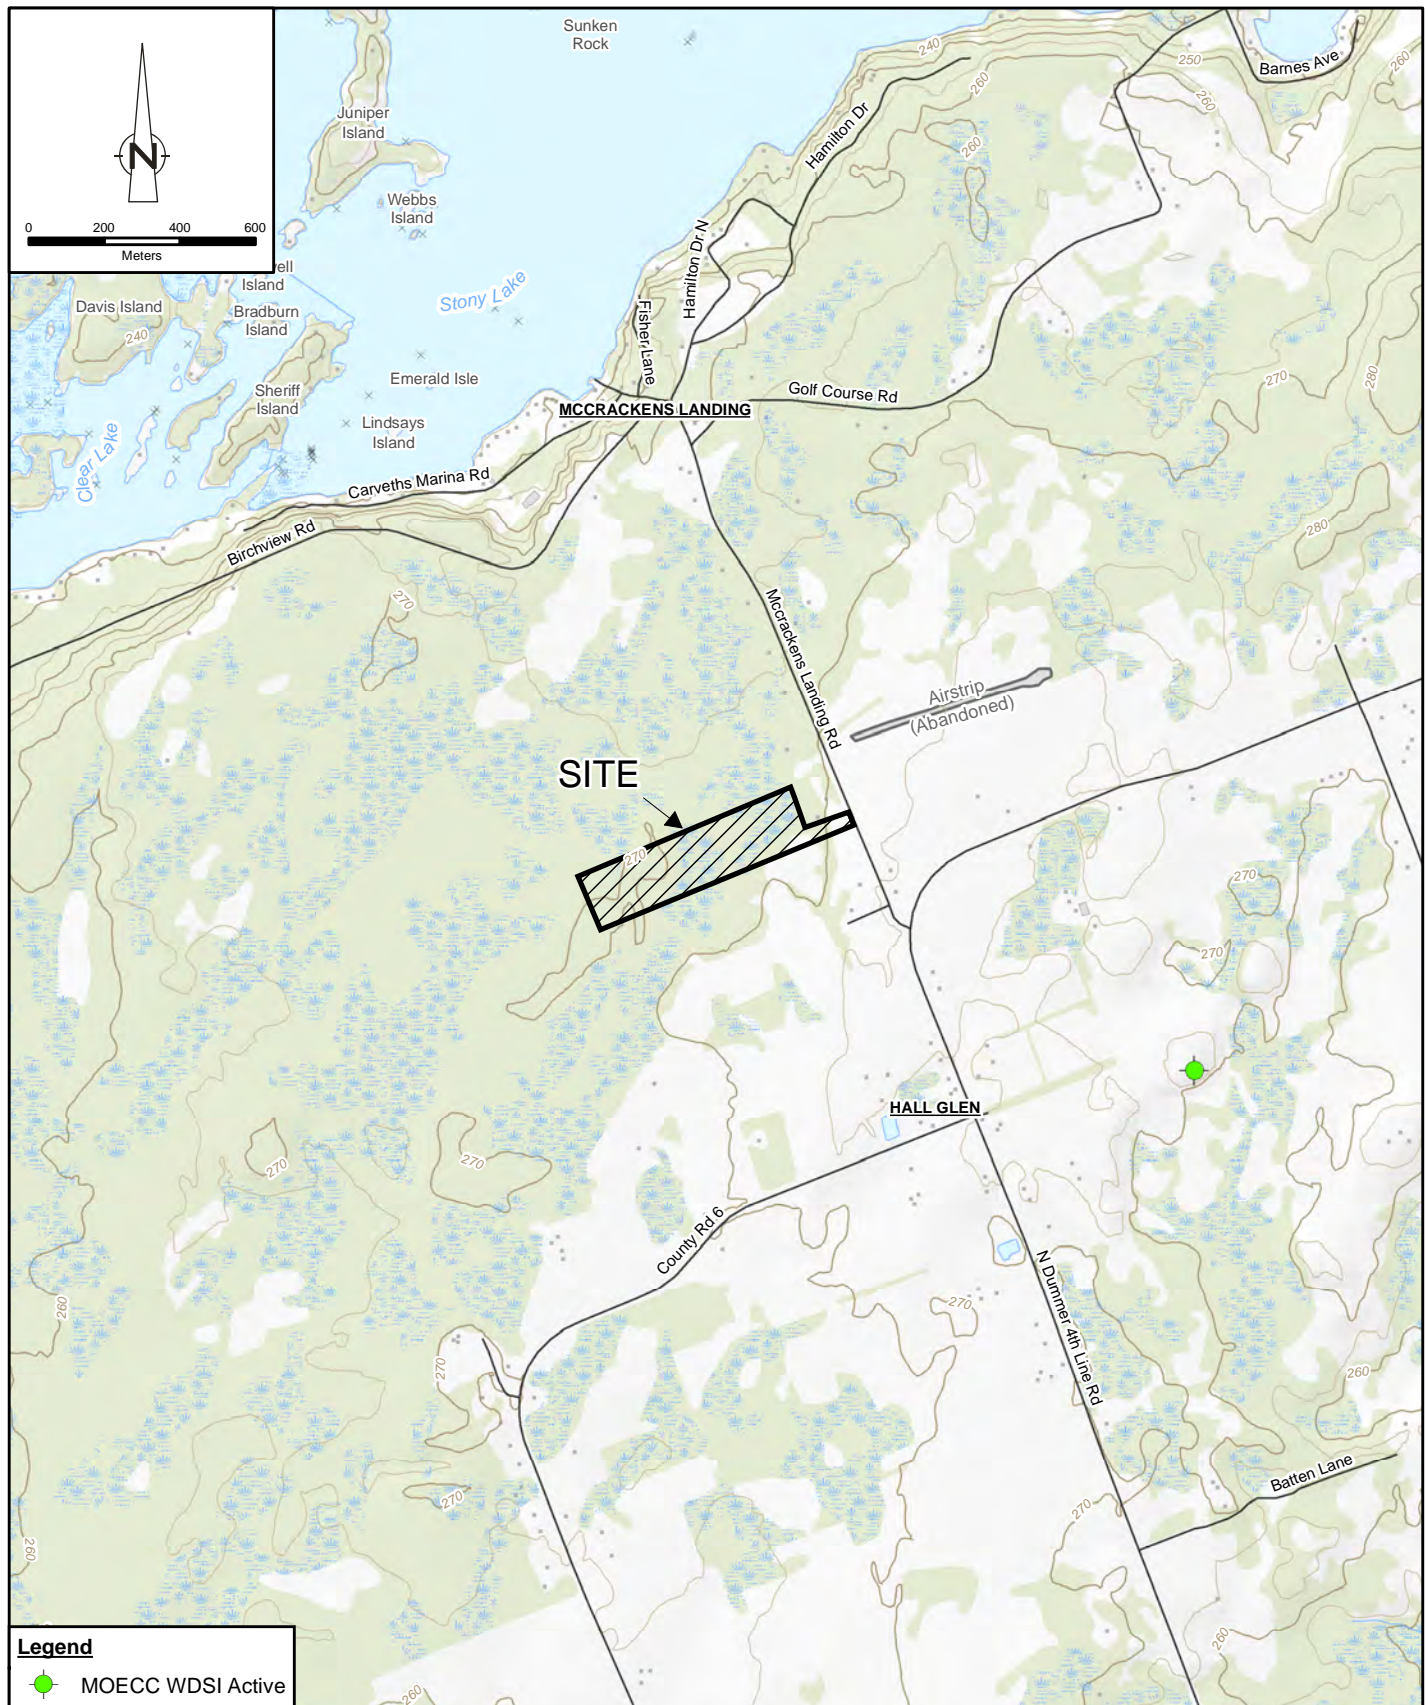 N
0 200 400 600
Meters
Sunken
Rock
Juniper
Island
Webbs
Island
ell
Island
Davis Island
Bradburn
Island
240
Stony Lake
Emerald Isle
Sheriff
Island
Lindsays
Island
Clear Lake
Barnes Ave
240
250
260
260
260
260
Hamilton Dr
Hamilton Dr N
Fisher Lane
MCCRACKENS LANDING
Golf Course Rd
270
280
280
Carveths Marina Rd
Birchview Rd
270
Mccrackens Landing Rd
Airstrip
(Abandoned)
SITE
270
270
270
HALL GLEN
270
270
County Rd 6
N Dummer 4th Line Rd
270
260
270
260
270
270
Batten Lane
260
260
260
Legend
MOECC WDSI Active